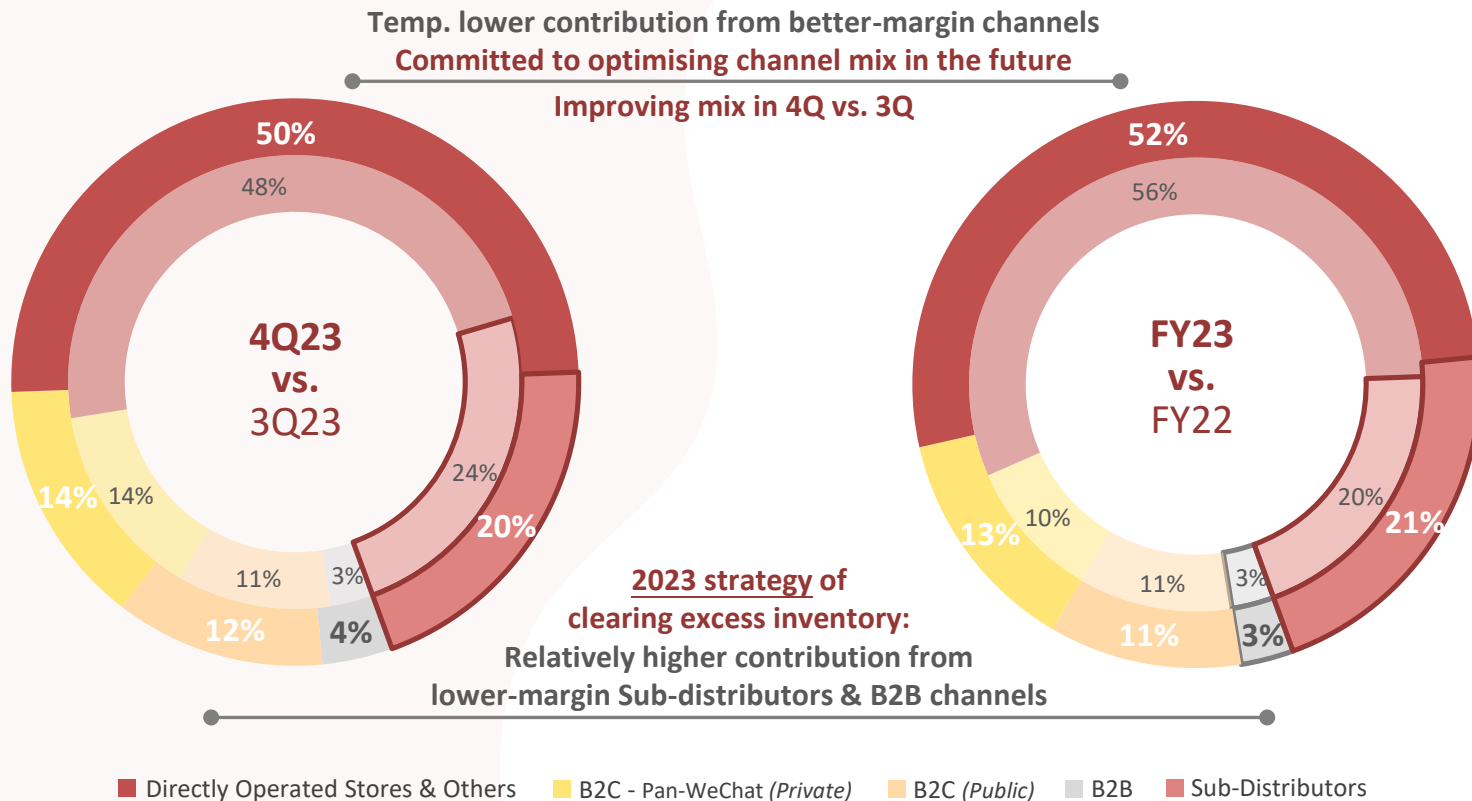 Temp. lower contribution from better-margin channels
Committed to optimising channel mix in the future
Improving mix in 4Q vs. 3Q
50%
48%
4Q23
vs.
3Q23
24%
20%
14%
14%
11%
3%
12%
4%
52%
56%
FY23
vs.
FY22
20%
21%
10%
13%
11%
3%
11%
3%
2023 strategy of
clearing excess inventory:
Relatively higher contribution from
lower-margin Sub-distributors & B2B channels
Directly Operated Stores & Others
B2C - Pan-WeChat (Private)
B2C (Public)
B2B
Sub-Distributors